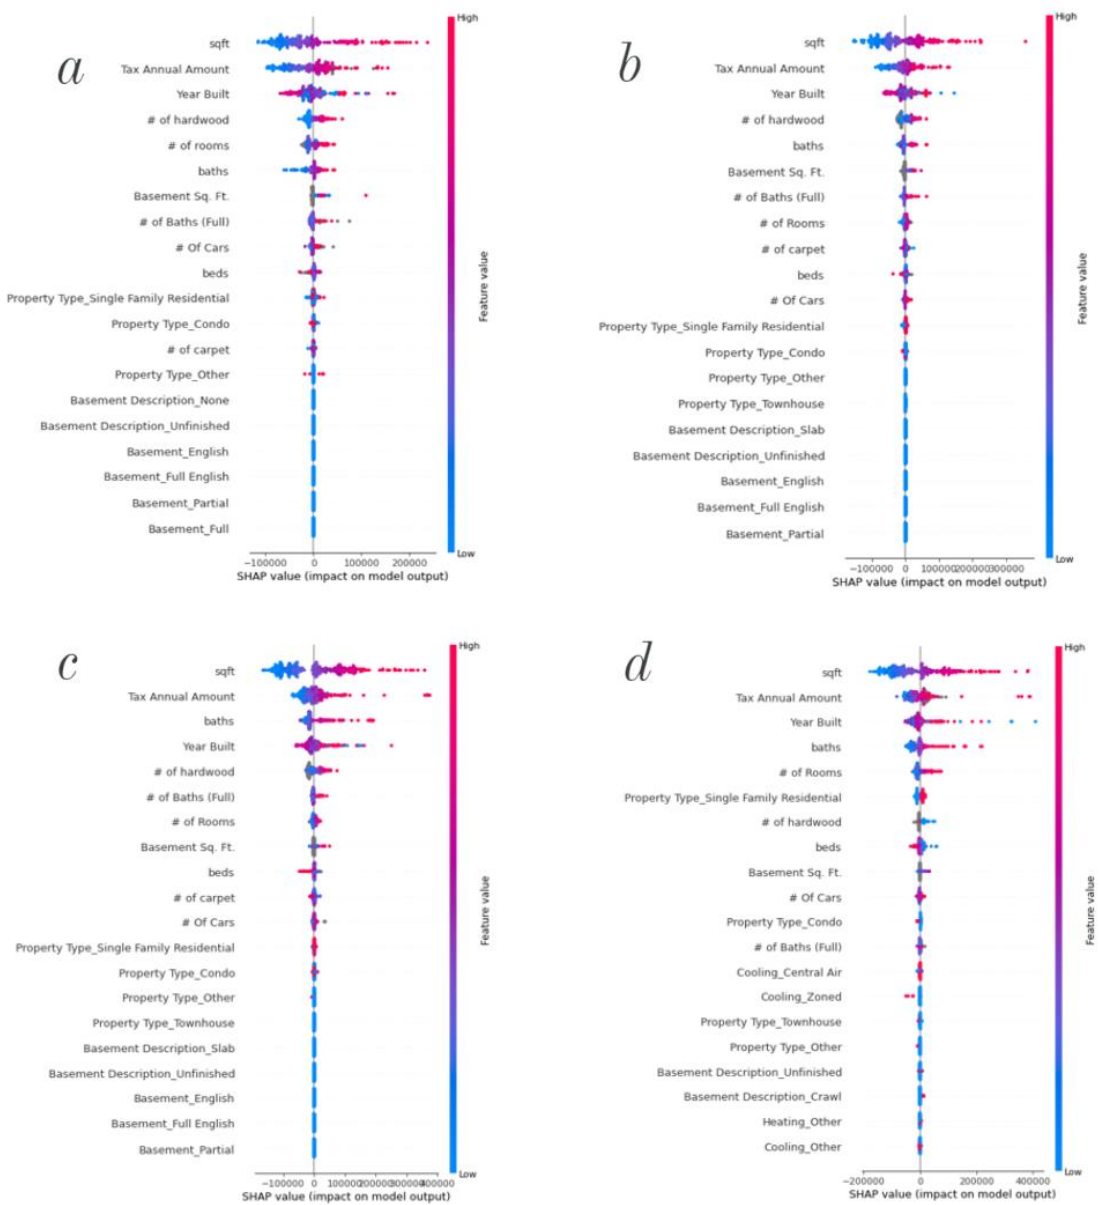 a
High
sqft
Tax Annual Amount
Year Built
# of hardwood
# of rooms
baths
Basement Sq. Ft.
# of Baths (Full)
# Of Cars
beds
Property Type_Single Family Residential
Property Type_Condo
# of carpet
Property Type_Other
Basement Description_None
Basement Description_Unfinished
Basement_English
Basement_Full English
Basement_Partial
Basement_Full
Feature value
Low
−100000 0 100000 200000
SHAP value (impact on model output)
b
High
sqft
Tax Annual Amount
Year Built
# of hardwood
baths
Basement Sq. Ft.
# of Baths (Full)
# of Rooms
# of carpet
beds
# Of Cars
Property Type_Single Family Residential
Property Type_Condo
Property Type_Other
Property Type_Townhouse
Basement Description_Slab
Basement Description_Unfinished
Basement_English
Basement_Full English
Basement_Partial
Feature value
Low
−100000 0 100000 200000 300000
SHAP value (impact on model output)
c
High
sqft
Tax Annual Amount
baths
Year Built
# of hardwood
# of Baths (Full)
# of Rooms
Basement Sq. Ft.
beds
# of carpet
# Of Cars
Property Type_Single Family Residential
Property Type_Condo
Property Type_Other
Property Type_Townhouse
Basement Description_Slab
Basement Description_Unfinished
Basement_English
Basement_Full English
Basement_Partial
Feature value
Low
−100000 0 100000 200000 300000 400000
SHAP value (impact on model output)
d
High
sqft
Tax Annual Amount
Year Built
baths
# of Rooms
Property Type_Single Family Residential
# of hardwood
beds
Basement Sq. Ft.
# Of Cars
Property Type_Condo
# of Baths (Full)
Cooling_Central Air
Cooling_Zoned
Property Type_Townhouse
Property Type_Other
Basement Description_Unfinished
Basement Description_Crawl
Heating_Other
Cooling_Other
Feature value
Low
−200000 0 200000 400000
SHAP value (impact on model output)